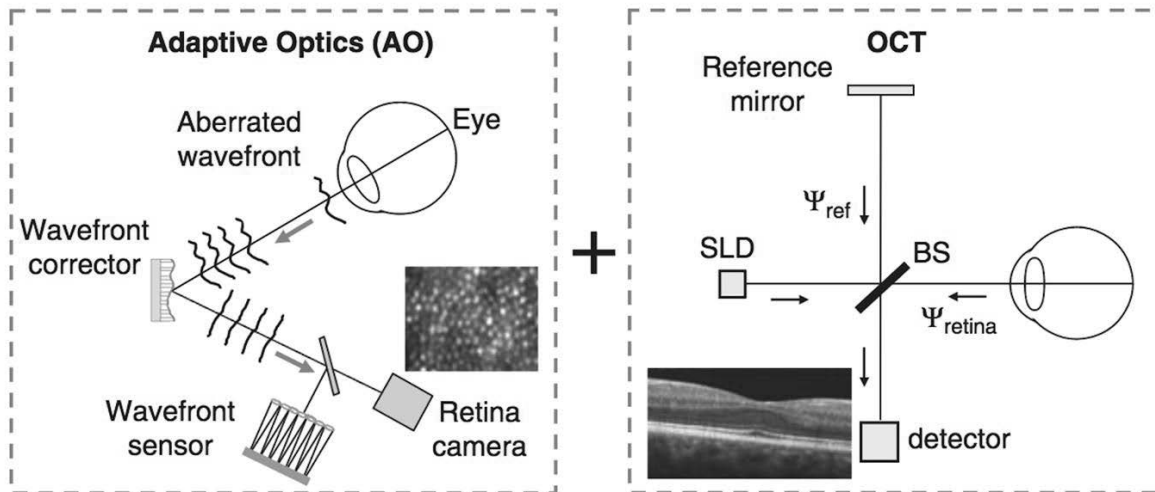 Adaptive Optics (AO)
Aberrated
wavefront
Eye
Wavefront
corrector
Wavefront
sensor
Retina
camera
+
OCT
Reference
mirror
Ψref
SLD
BS
Ψretina
detector